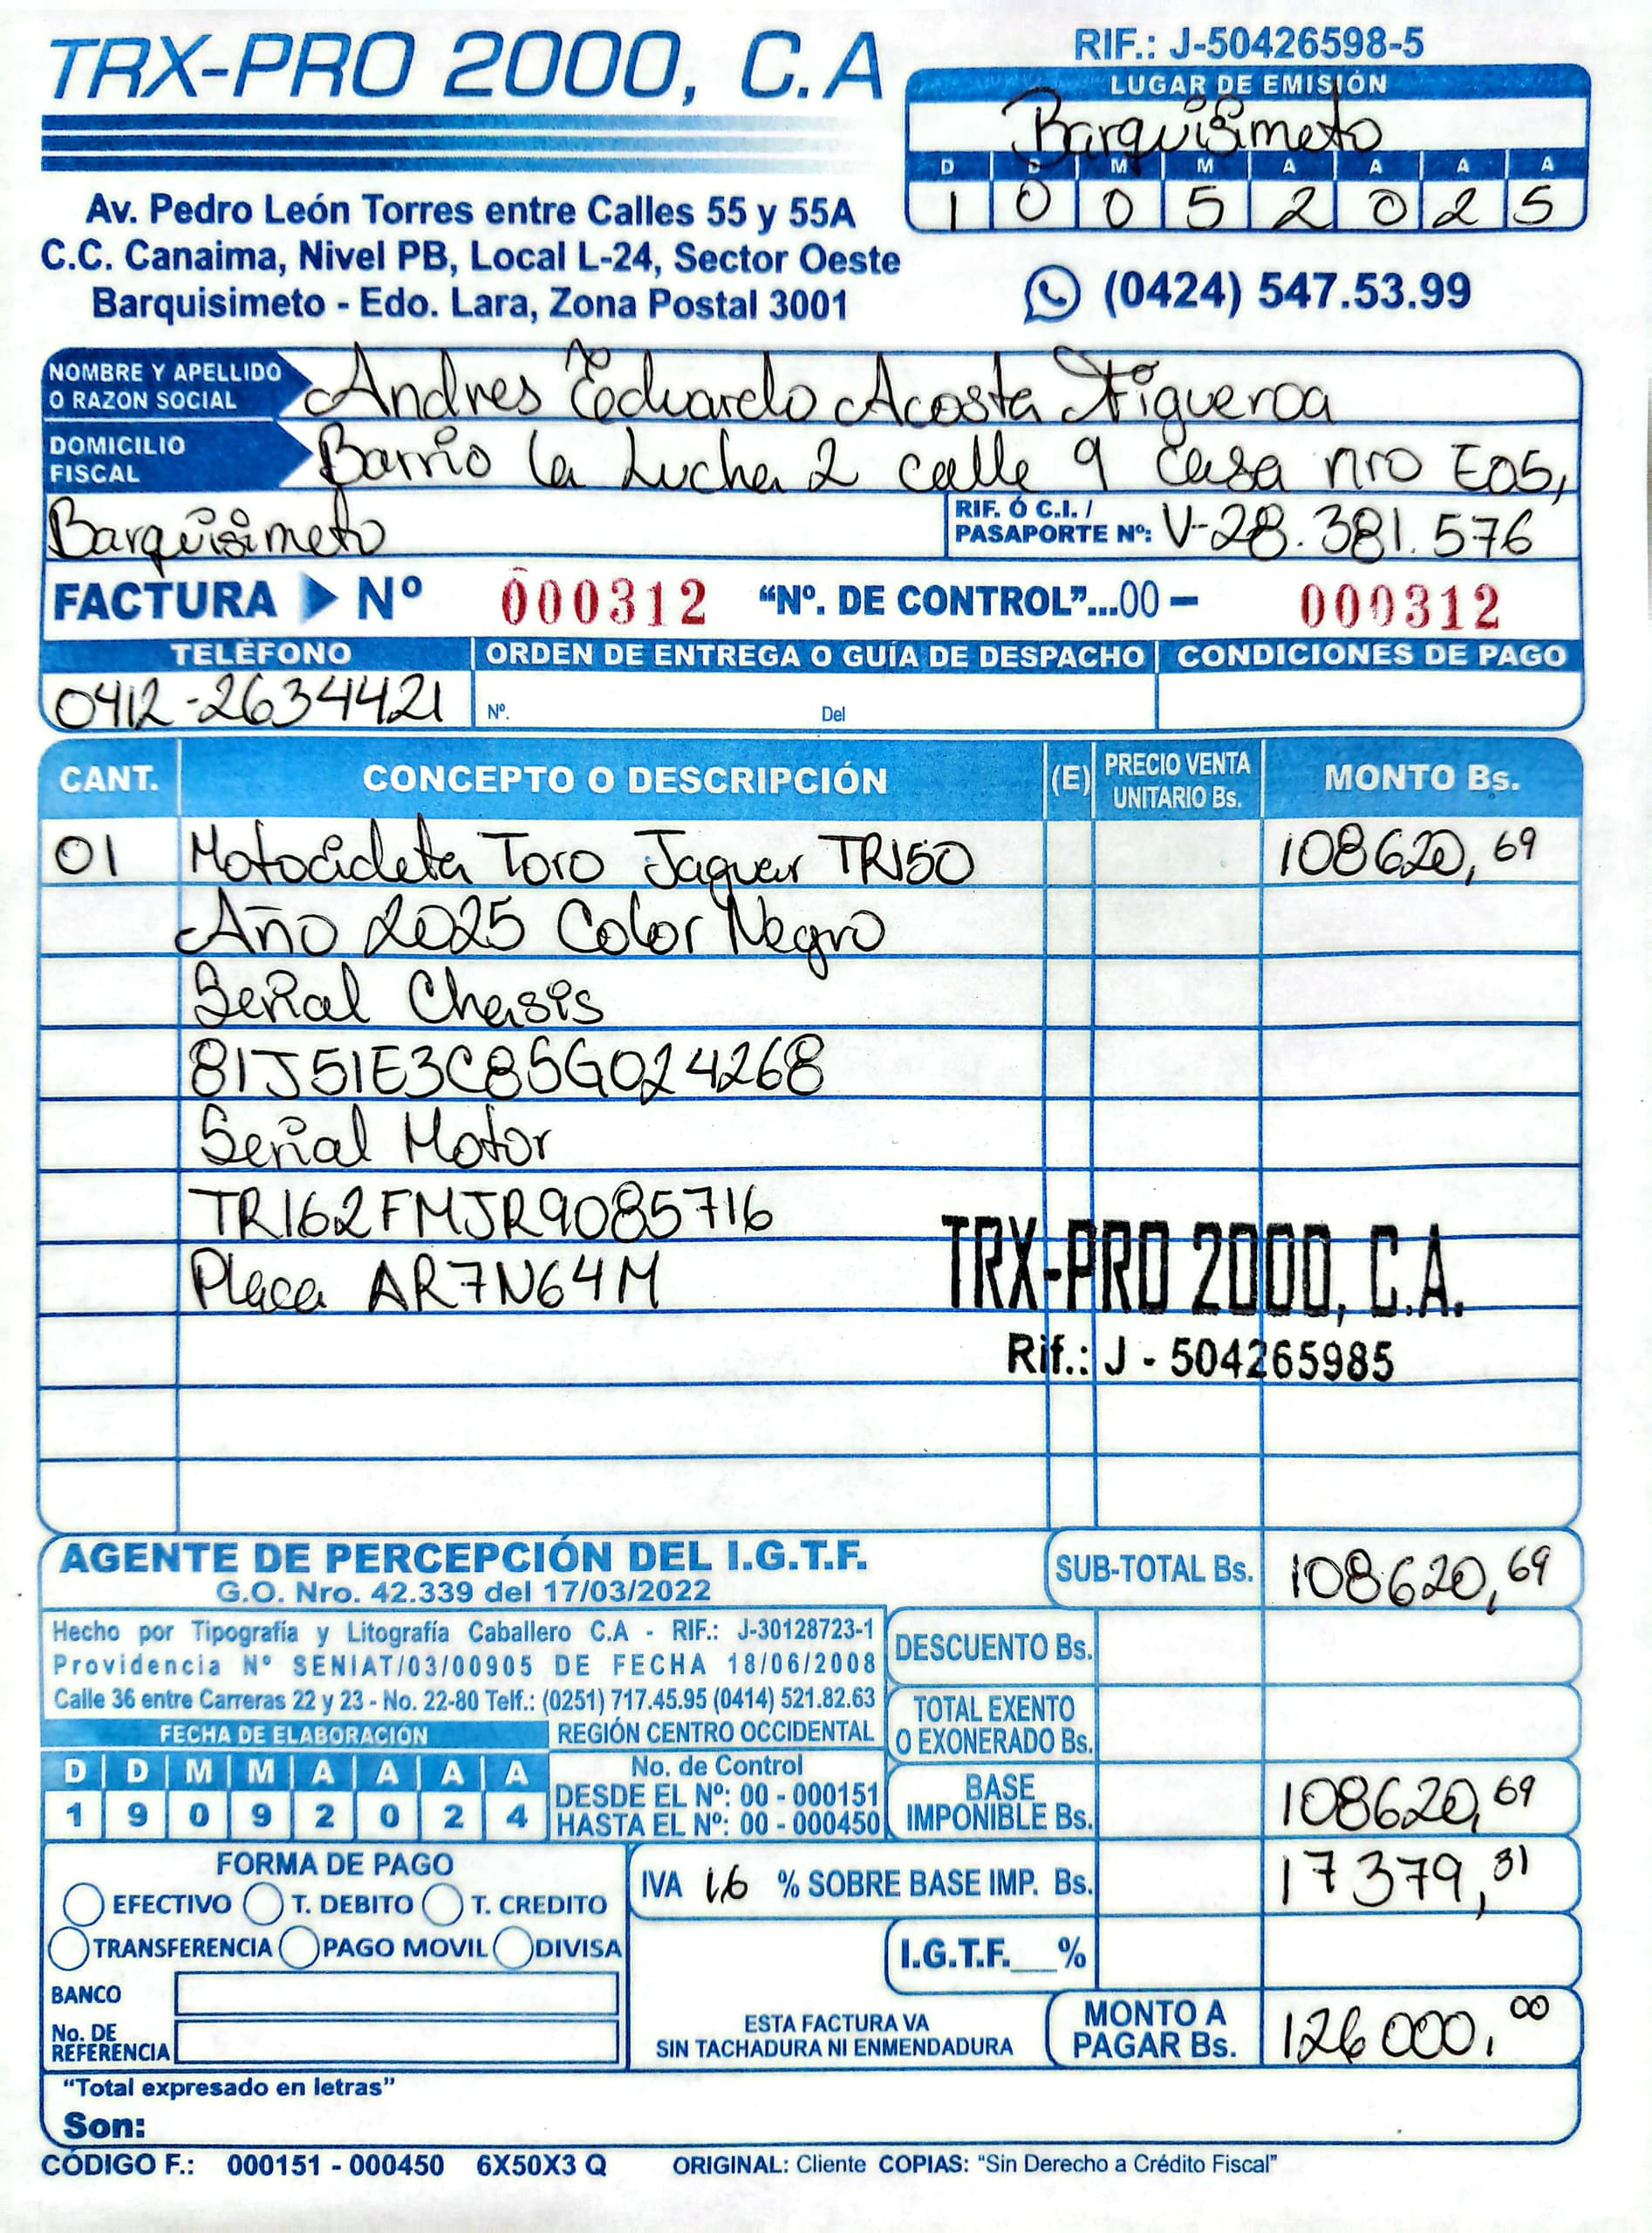 TRX-PRO 2000, C.A
RIF.: J-50426598-5
LUGAR DE EMISIÓN
Barquisimeto
D D M M A A A A
1 0 0 5 2 0 2 5
Av. Pedro León Torres entre Calles 55 y 55A
C.C. Canaima, Nivel PB, Local L-24, Sector Oeste
Barquisimeto - Edo. Lara, Zona Postal 3001
(0424) 547.53.99
NOMBRE Y APELLIDO
O RAZON SOCIAL
Andres Eduardo Acosta Figueroa
DOMICILIO
FISCAL
Barrio la Lucha 2 calle 9 casa nro E05,
Barquisimeto
RIF. Ó C.I. /
PASAPORTE Nº: V-28.381.576
FACTURA Nº 000312 “Nº. DE CONTROL”...00 - 000312
TELÉFONO ORDEN DE ENTREGA O GUÍA DE DESPACHO CONDICIONES DE PAGO
0412-2634421 Nº. Del
CANT. CONCEPTO O DESCRIPCIÓN (E) PRECIO VENTA UNITARIO Bs. MONTO Bs.
01 Motocicleta Toro Jaguar TR150 108620,69
Año 2025 Color Negro
Serial Chasis
81J51E3C85G024268
Serial Motor
TR162FMJR9085716
Placa AR7N64M
TRX-PRO 2000, C.A.
Rif.: J - 504265985
AGENTE DE PERCEPCIÓN DEL I.G.T.F.
G.O. Nro. 42.339 del 17/03/2022
SUB-TOTAL Bs. 108620,69
Hecho por Tipografía y Litografía Caballero C.A - RIF.: J-30128723-1
Providencia Nº SENIAT/03/00905 DE FECHA 18/06/2008
Calle 36 entre Carreras 22 y 23 - No. 22-80 Telf.: (0251) 717.45.95 (0414) 521.82.63
DESCUENTO Bs.
TOTAL EXENTO
O EXONERADO Bs.
FECHA DE ELABORACIÓN
REGIÓN CENTRO OCCIDENTAL
D D M M A A A A
1 9 0 9 2 0 2 4
No. de Control
DESDE EL Nº: 00 - 000151
HASTA EL Nº: 00 - 000450
BASE
IMPONIBLE Bs. 108620,69
FORMA DE PAGO
EFECTIVO T. DEBITO T. CREDITO
TRANSFERENCIA PAGO MOVIL DIVISA
BANCO
No. DE
REFERENCIA
IVA 16 % SOBRE BASE IMP. Bs. 17379,31
I.G.T.F.__%
ESTA FACTURA VA
SIN TACHADURA NI ENMENDADURA
MONTO A
PAGAR Bs. 126000,00
“Total expresado en letras”
Son:
CÓDIGO F.: 000151 - 000450 6X50X3 Q ORIGINAL: Cliente COPIAS: “Sin Derecho a Crédito Fiscal”